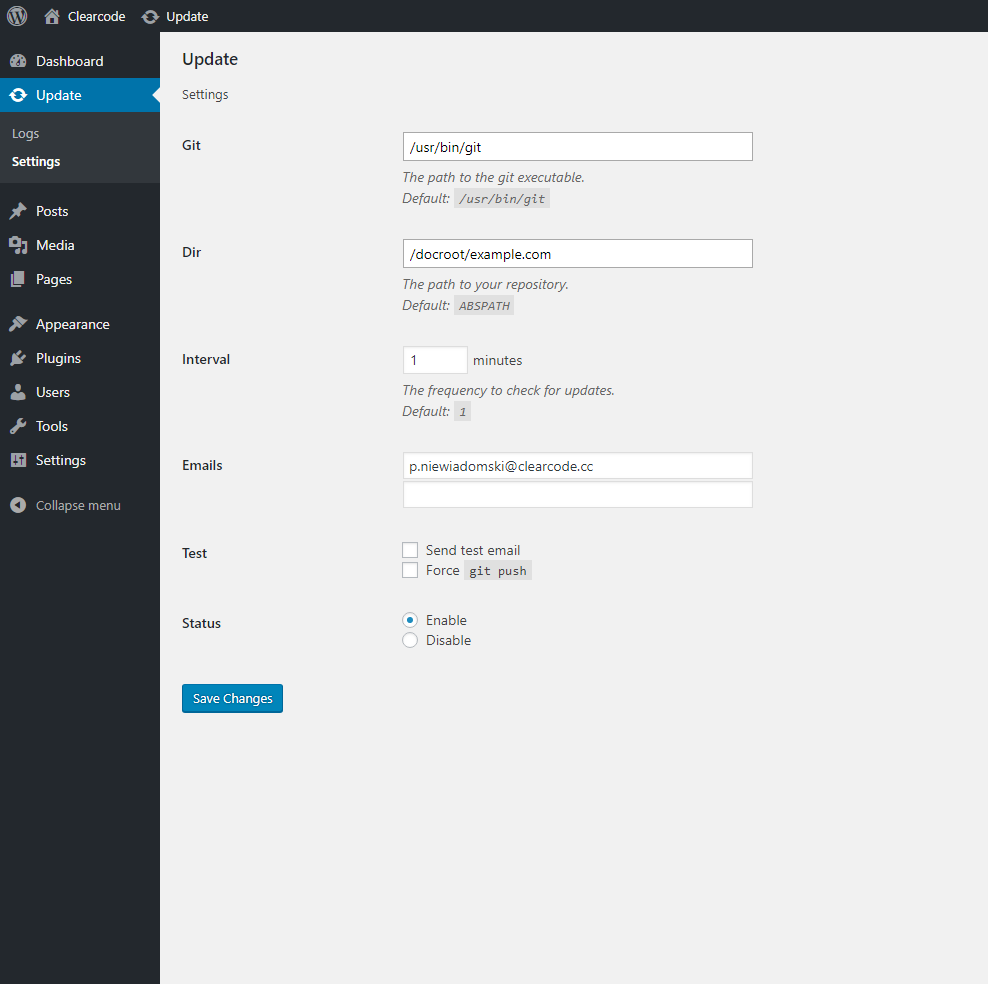 Clearcode Update
Dashboard
Update
Logs
Settings
Posts
Media
Pages
Appearance
Plugins
Users
Tools
Settings
Collapse menu
Update
Settings
Git /usr/bin/git
The path to the git executable.
Default: /usr/bin/git
Dir /docroot/example.com
The path to your repository.
Default: ABSPATH
Interval 1 minutes
The frequency to check for updates.
Default: 1
Emails p.niewiadomski@clearcode.cc
Test Send test email
Force git push
Status Enable
Disable
Save Changes